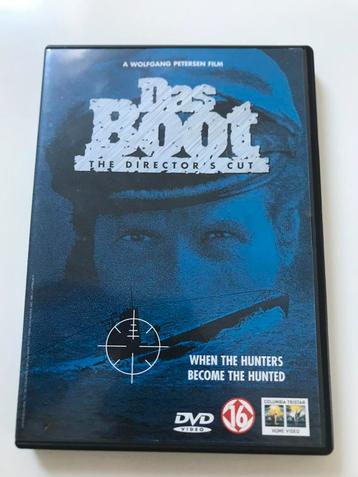 A WOLFGANG PETERSEN FILM
Das
Boot
THE DIRECTOR'S CUT
WHEN THE HUNTERS
BECOME THE HUNTED
DVD
VIDEO
16
COLUMBIA TRISTAR
HOME VIDEO